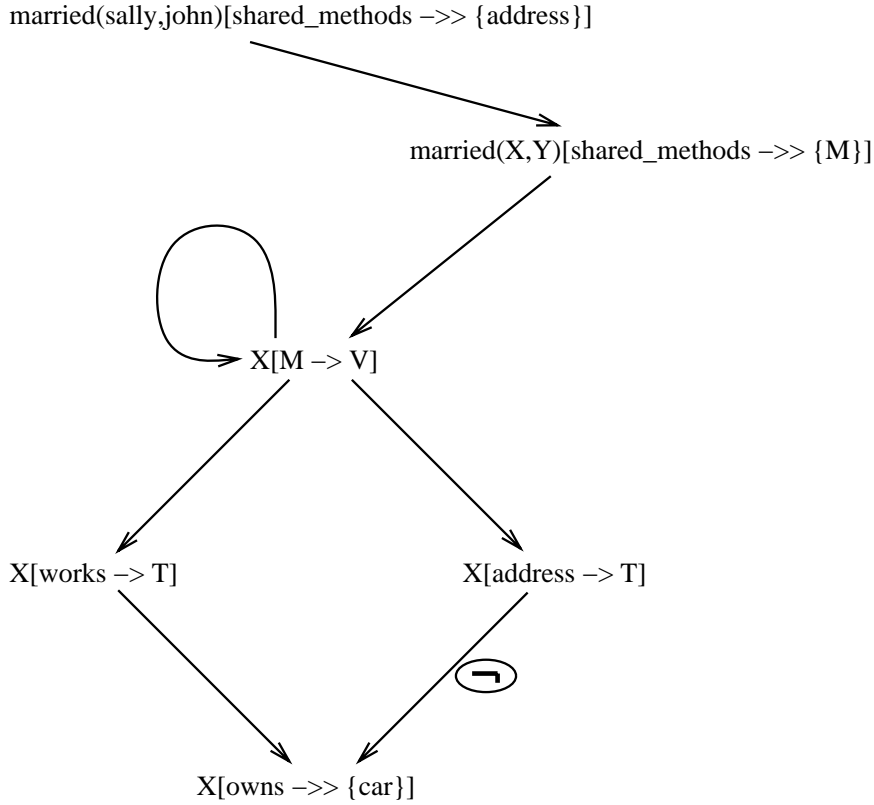 married(sally,john)[shared_methods −>> {address}]
married(X,Y)[shared_methods −>> {M}]
X[M −> V]
X[works −> T]
X[address −> T]
¬
X[owns −>> {car}]